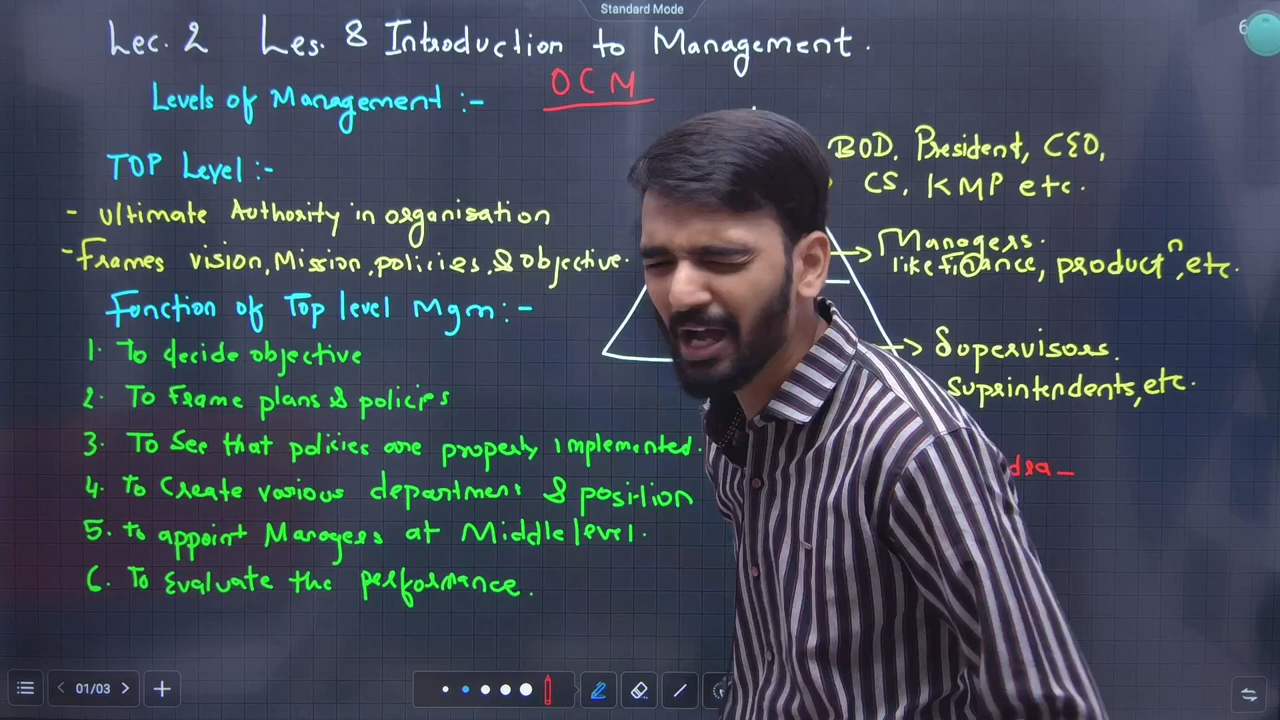 Standard Mode
6
Lec. 2 Les. 8 Introduction to Management.
OCM
Levels of Management :-
TOP Level :-
- Ultimate Authority in organisation
- Frames vision, Mission, policies, & objective.
Function of Top level Mgm :-
1. To decide objective
2. To Frame plans & policies
3. To See that policies are properly implemented.
4. To Create various department & position
5. To appoint Managers at Middle level.
6. To Evaluate the performance.
BOD, President, CEO,
CS, KMP etc.
Managers.
like finance, productn, etc.
Supervisors.
Suprintendents, etc.
01/03